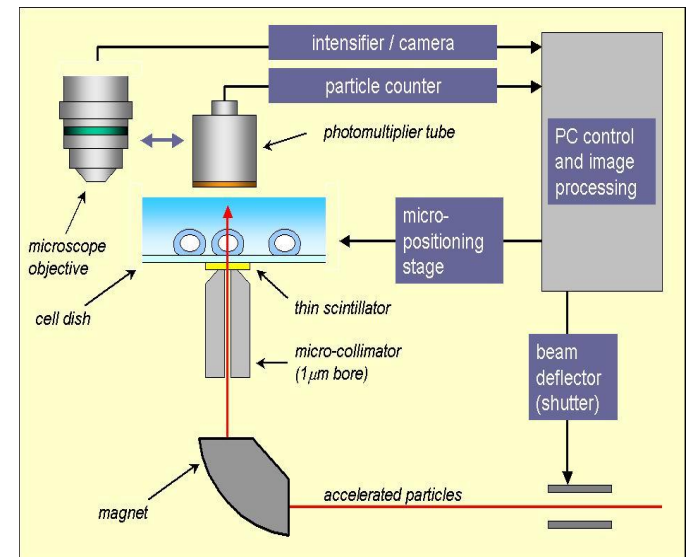 intensifier / camera
particle counter
photomultiplier tube
PC control
and image
processing
microscope
objective
micro-
positioning
stage
cell dish
thin scintillator
micro-collimator
(1μm bore)
beam
deflector
(shutter)
magnet
accelerated particles